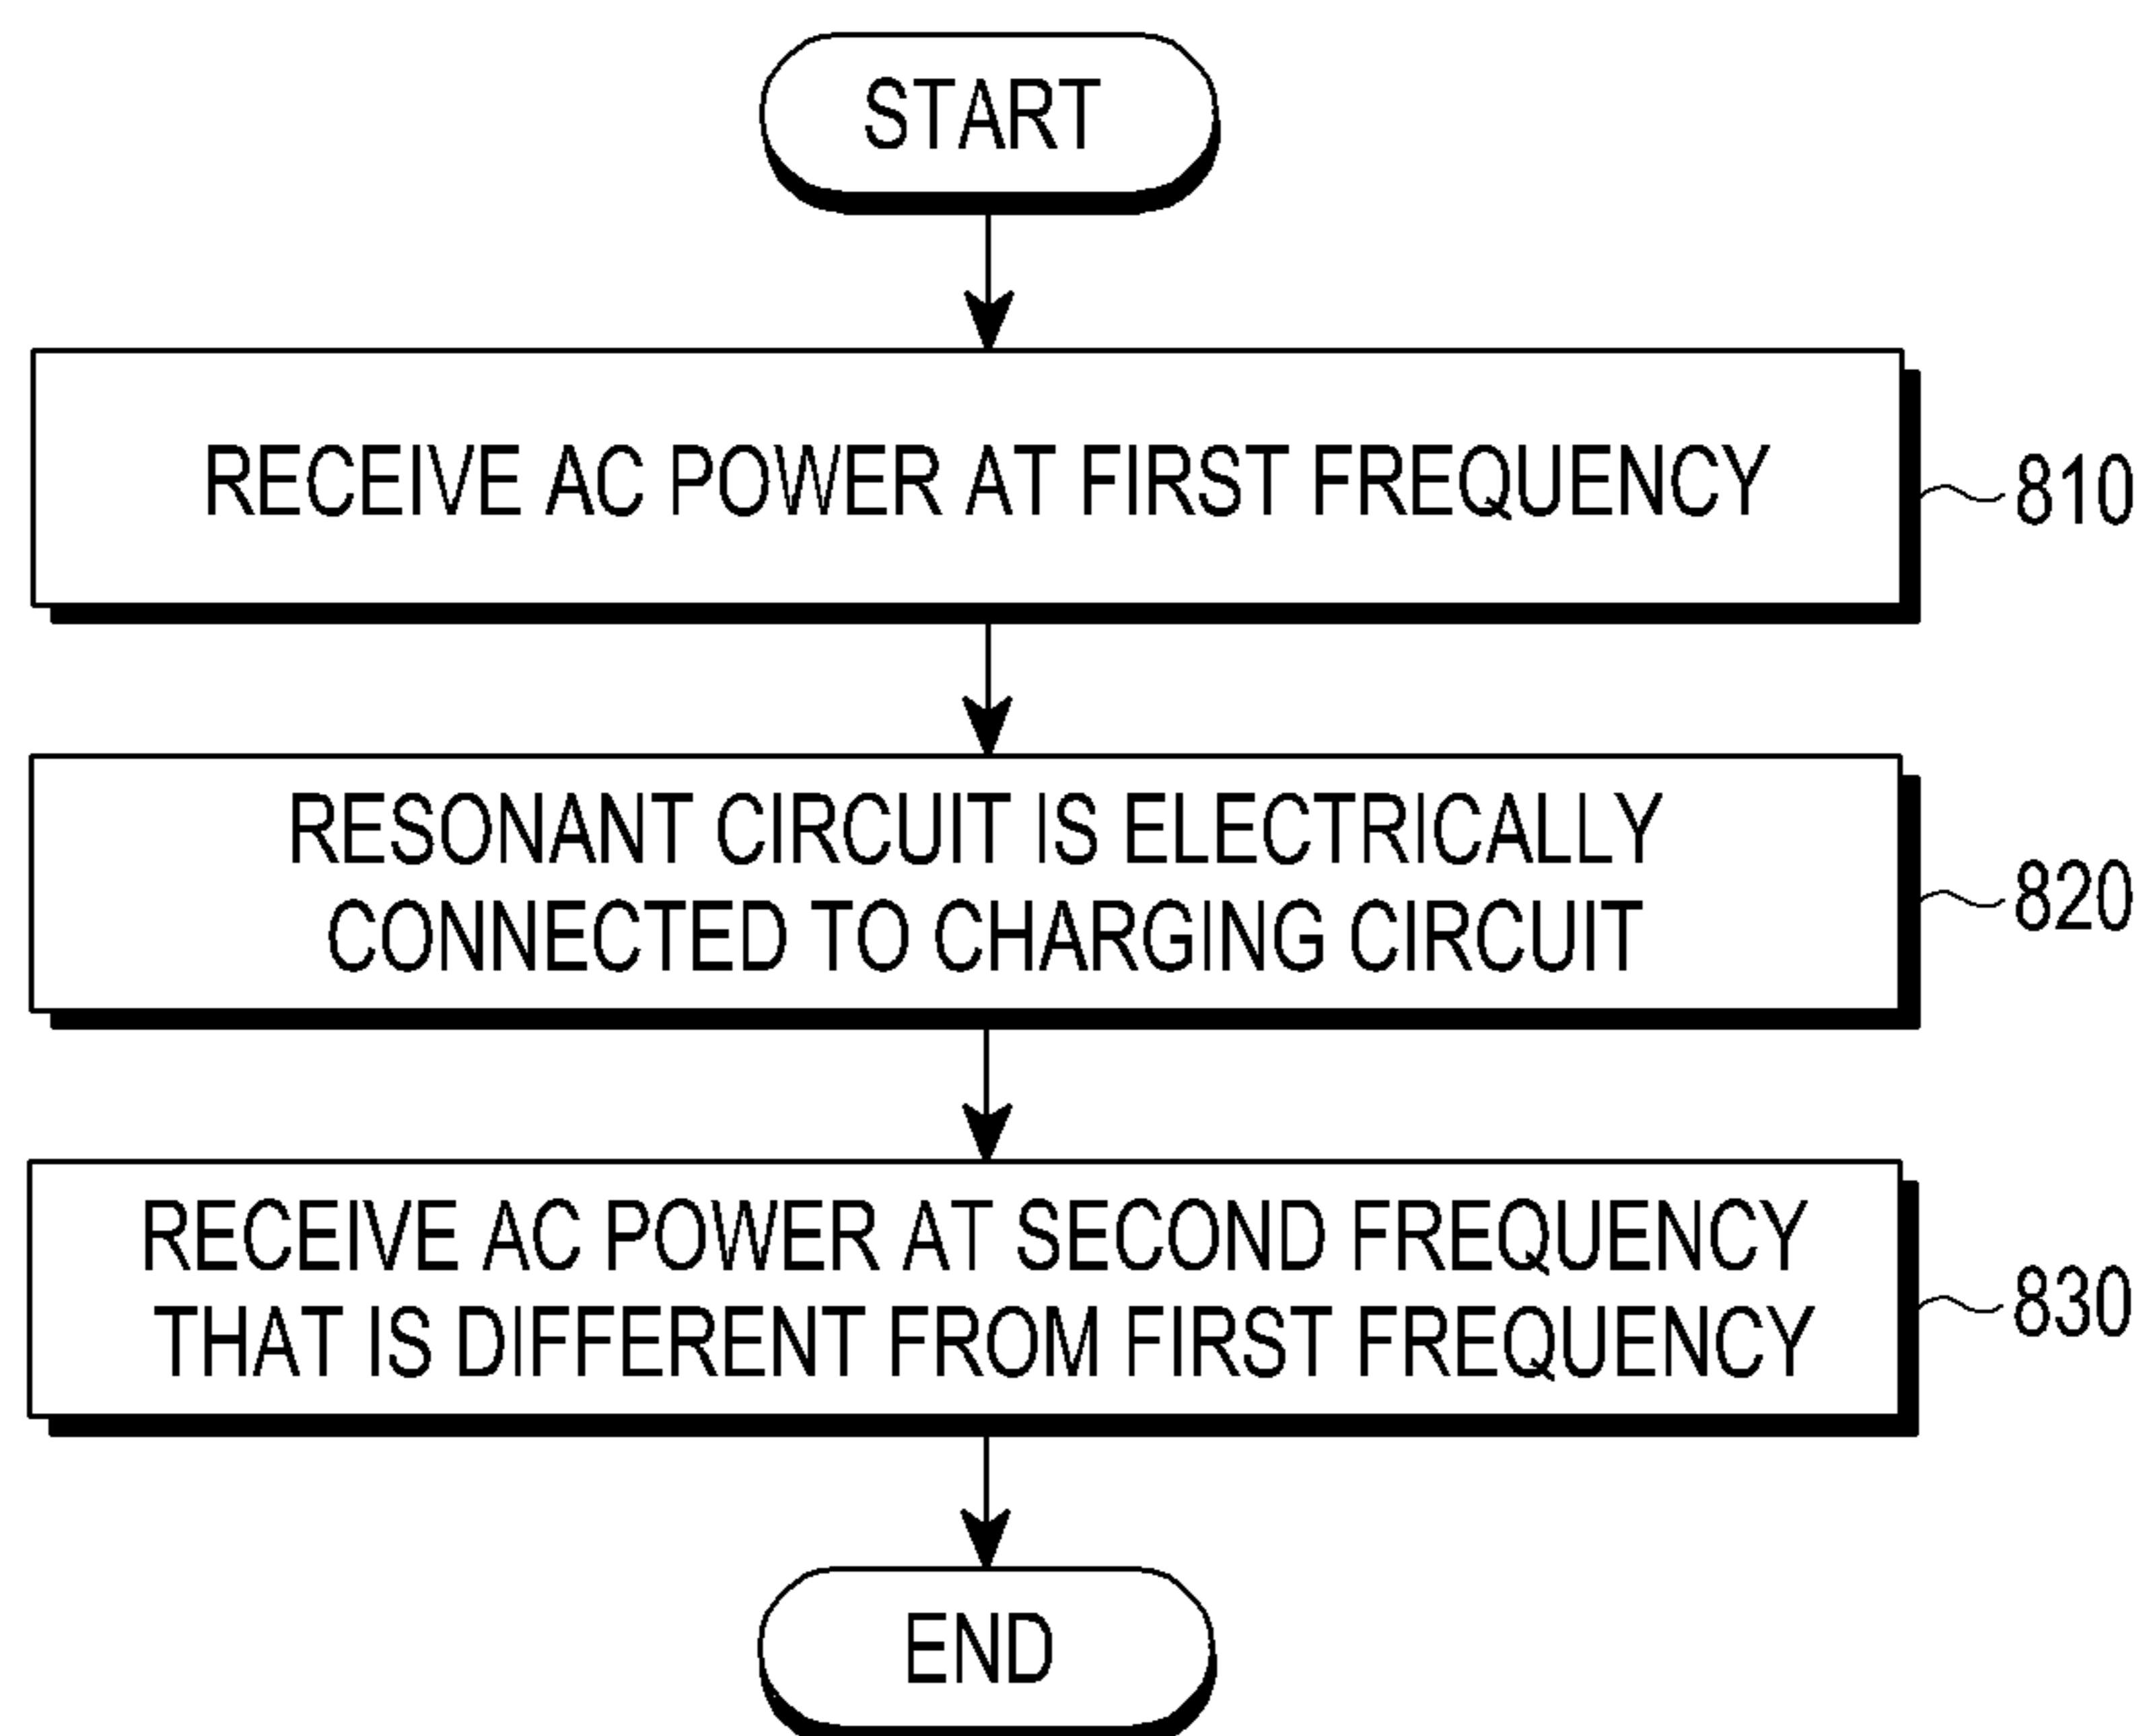 START
RECEIVE AC POWER AT FIRST FREQUENCY
810
RESONANT CIRCUIT IS ELECTRICALLY
CONNECTED TO CHARGING CIRCUIT
820
RECEIVE AC POWER AT SECOND FREQUENCY
THAT IS DIFFERENT FROM FIRST FREQUENCY
830
END